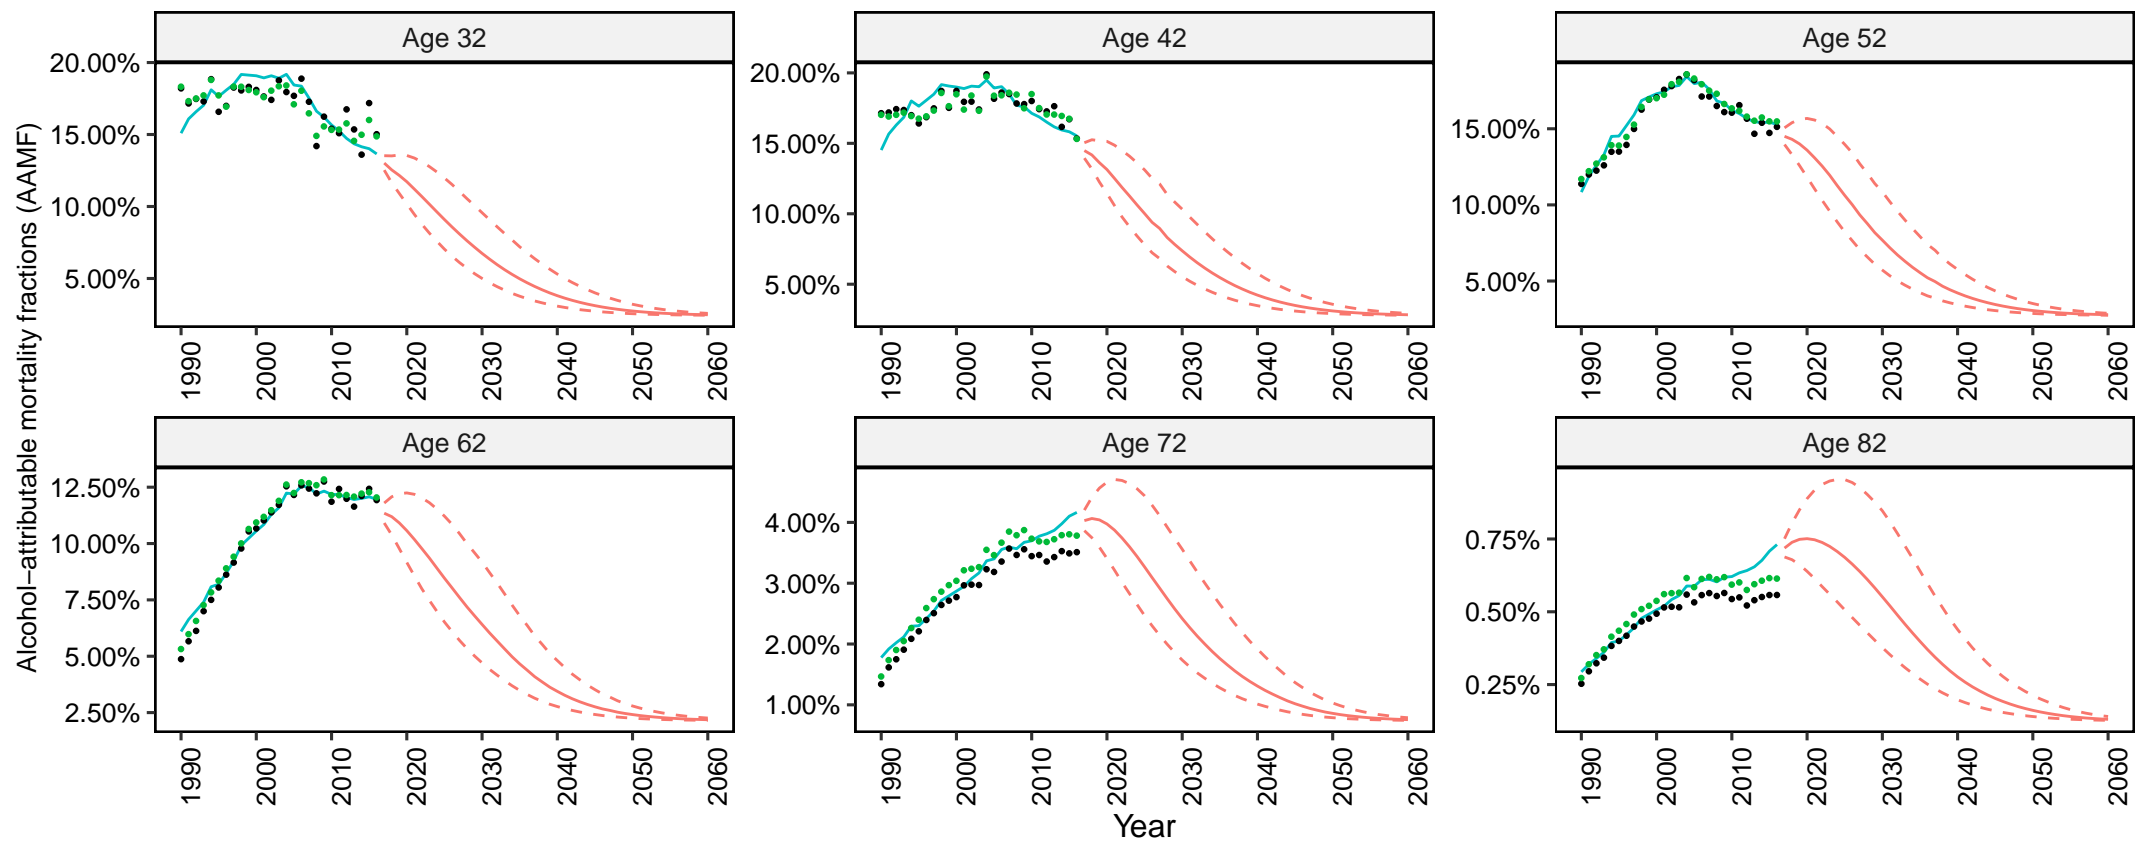 Alcohol−attributable mortality fractions (AAMF)
Age 32
20.00%
15.00%
10.00%
5.00%
1990 2000 2010 2020 2030 2040 2050 2060
Age 42
20.00%
15.00%
10.00%
5.00%
1990 2000 2010 2020 2030 2040 2050 2060
Age 52
15.00%
10.00%
5.00%
1990 2000 2010 2020 2030 2040 2050 2060
Age 62
12.50%
10.00%
7.50%
5.00%
2.50%
1990 2000 2010 2020 2030 2040 2050 2060
Age 72
4.00%
3.00%
2.00%
1.00%
1990 2000 2010 2020 2030 2040 2050 2060
Age 82
0.75%
0.50%
0.25%
1990 2000 2010 2020 2030 2040 2050 2060
Year